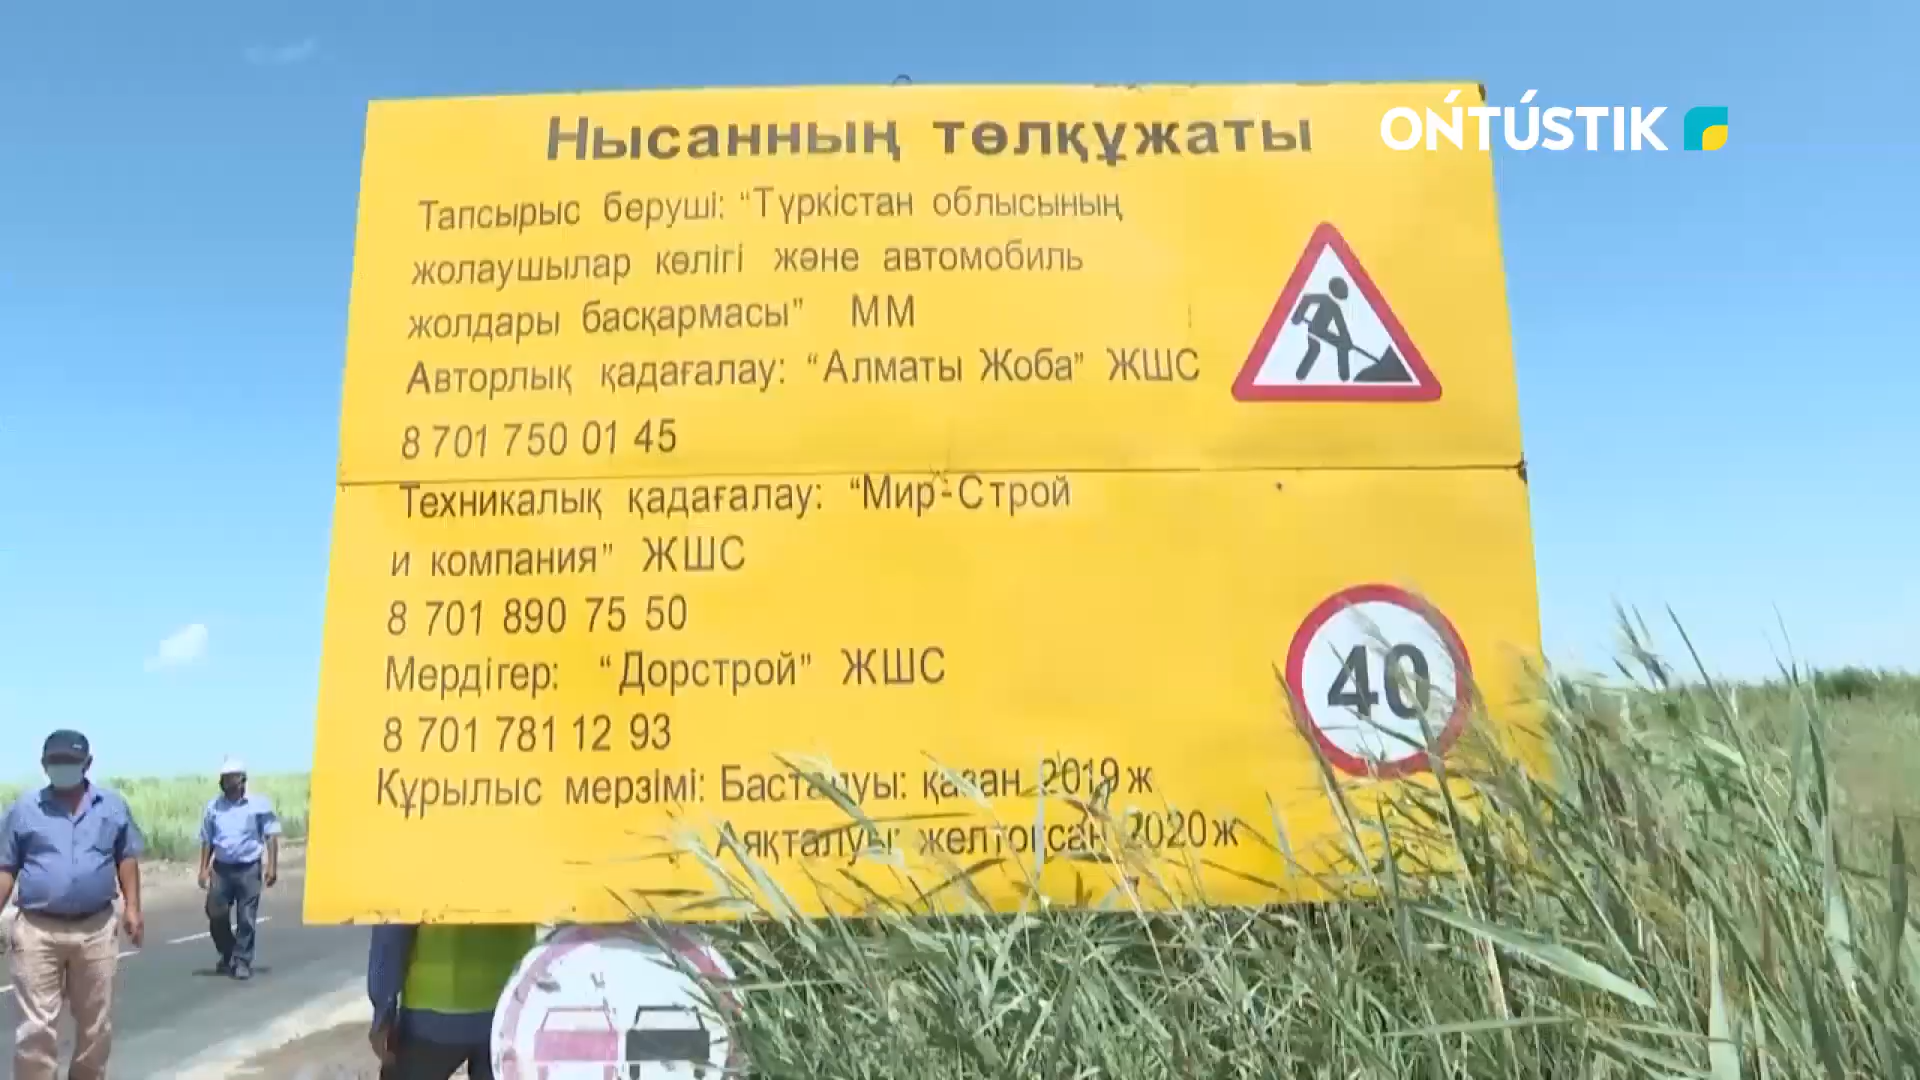 OŃTÚSTIK
Нысанның төлқұжаты
Тапсырыс беруші: “Түркістан облысының
жолаушылар көлігі және автомобиль
жолдары басқармасы” ММ
Авторлық қадағалау: “Алматы Жоба” ЖШС
8 701 750 01 45
Техникалық қадағалау: “Мир-Строй
и компания” ЖШС
8 701 890 75 50
Мердігер: “Дорстрой” ЖШС
8 701 781 12 93
Құрылыс мерзімі: Басталуы: қазан 2019ж
Аяқталуы: желтоқсан 2020ж
40